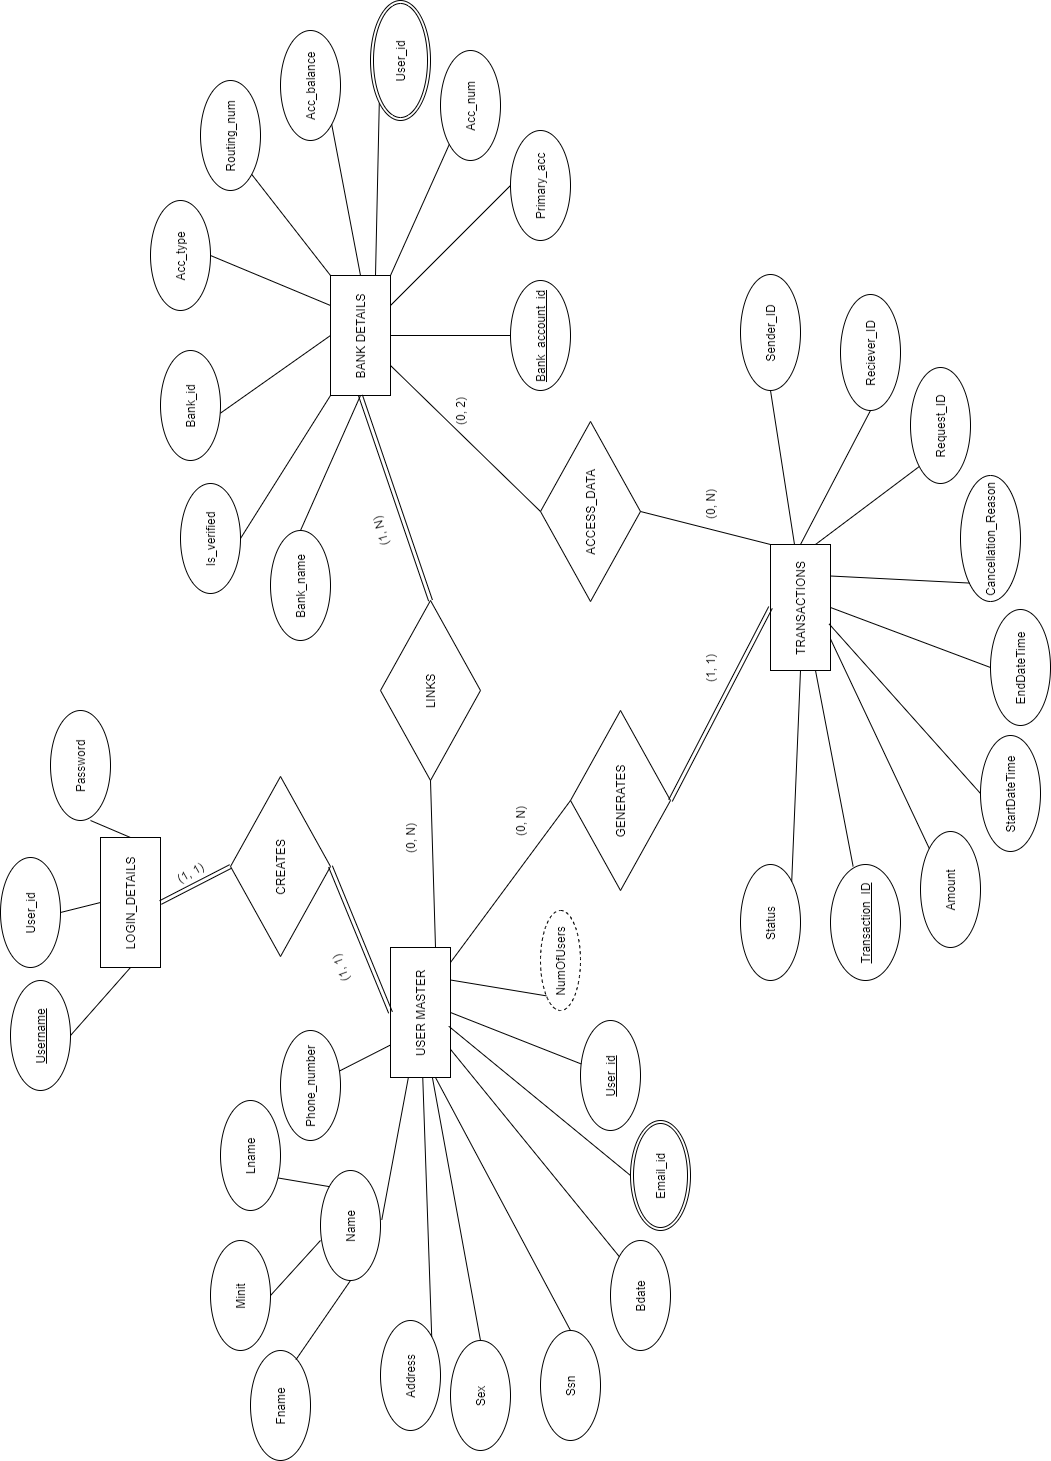 Username
User_id
Password
LOGIN_DETAILS
(1, 1)
CREATES
(1, 1)
Fname
Minit
Lname
Name
Phone_number
USER MASTER
Address
Sex
Ssn
Bdate
Email_id
User_id
NumOfUsers
(0, N)
LINKS
(1, N)
Bank_name
Is_verified
Bank_id
Acc_type
Routing_num
Acc_balance
User_id
Acc_num
Primary_acc
Bank_account_id
BANK DETAILS
(0, 2)
ACCESS_DATA
(0, N)
(0, N)
GENERATES
(1, 1)
TRANSACTIONS
Status
Transaction_ID
Amount
StartDateTime
EndDateTime
Cancellation_Reason
Request_ID
Reciever_ID
Sender_ID